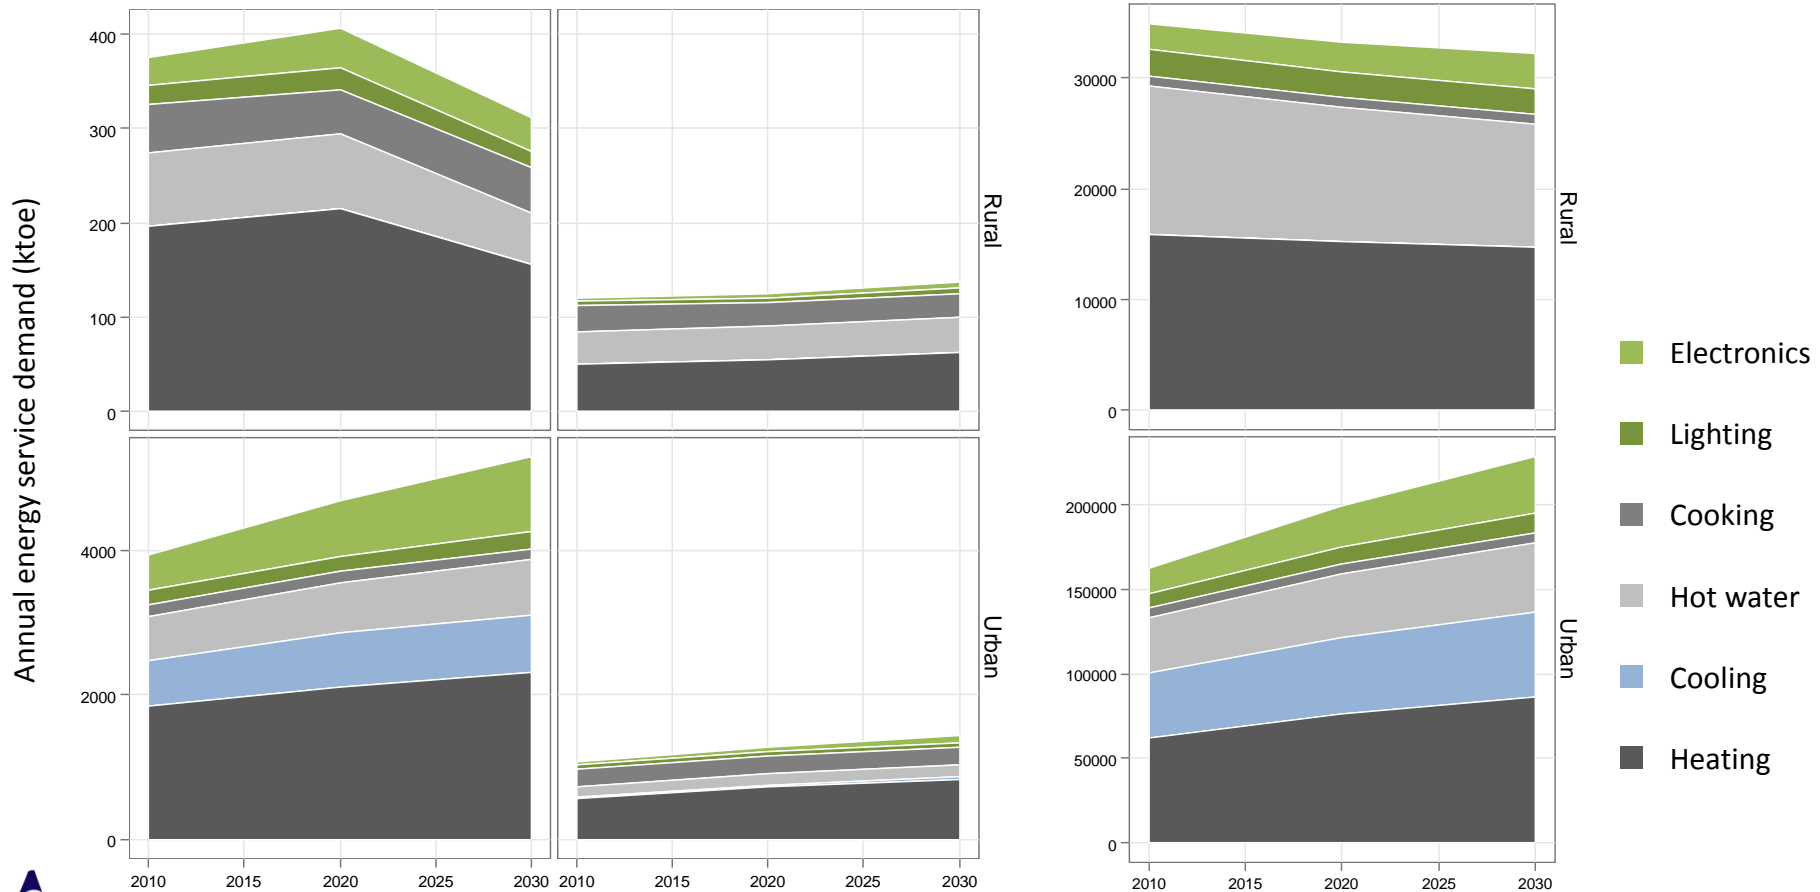 Annual energy service demand (ktoe)
400
300
200
100
0
Rural
30000
20000
10000
0
Rural
4000
2000
0
Urban
200000
150000
100000
50000
0
Urban
2010 2015 2020 2025 2030
2010 2015 2020 2025 2030
2010 2015 2020 2025 2030
Electronics
Lighting
Cooking
Hot water
Cooling
Heating